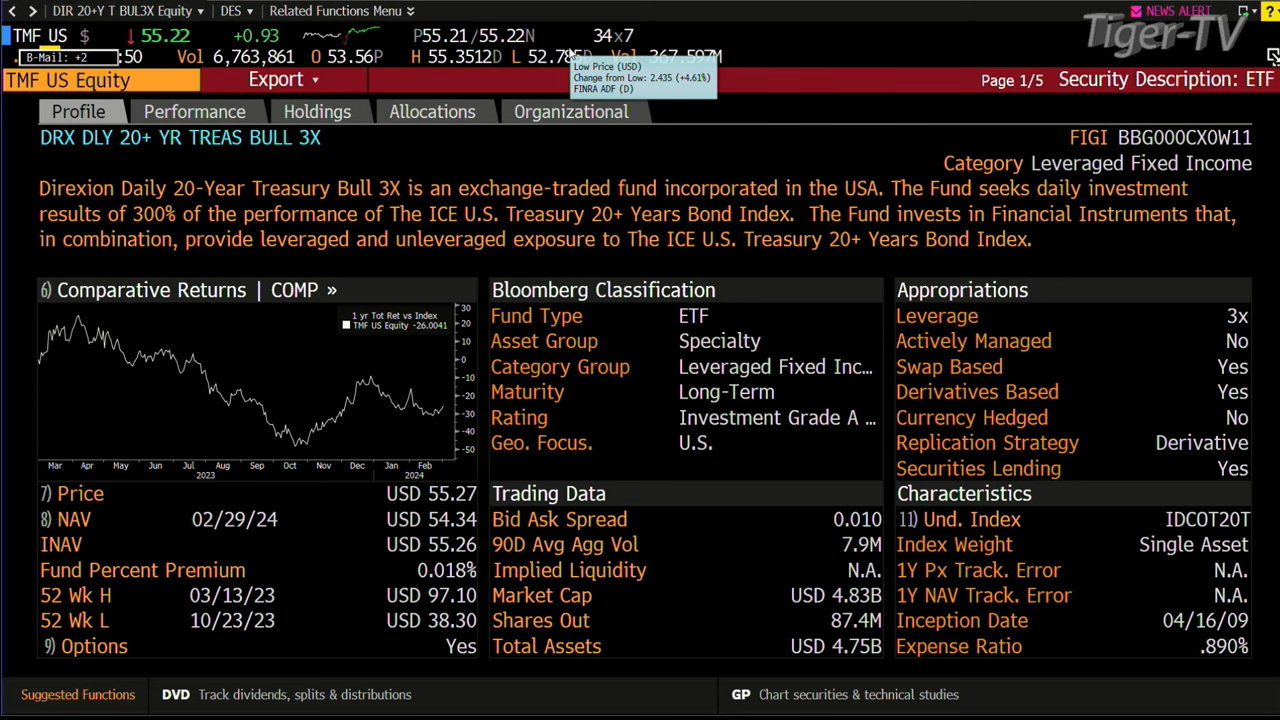 DIR 20+Y T BUL3X Equity DES Related Functions Menu
NEWS ALERT
Tiger-TV
TMF US $ ↓ 55.22 +0.93 P55.21/55.22N 34x7
B-Mail: +2 :50 Vol 6,763,861 O 53.56P H 55.3512D L 52.785D Vol 367.597M
Low Price (USD)
Change from Low: 2.435 (+4.61%)
FINRA ADF (D)
TMF US Equity Export Page 1/5 Security Description: ETF
Profile Performance Holdings Allocations Organizational
DRX DLY 20+ YR TREAS BULL 3X FIGI BBG000CX0W11
Category Leveraged Fixed Income
Direxion Daily 20-Year Treasury Bull 3X is an exchange-traded fund incorporated in the USA. The Fund seeks daily investment
results of 300% of the performance of The ICE U.S. Treasury 20+ Years Bond Index. The Fund invests in Financial Instruments that,
in combination, provide leveraged and unleveraged exposure to The ICE U.S. Treasury 20+ Years Bond Index.
6) Comparative Returns | COMP »
1 yr Tot Ret vs Index
TMF US Equity -26.0041
30
20
10
0
-10
-20
-30
-40
-50
Mar Apr May Jun Jul Aug Sep Oct Nov Dec Jan Feb
2023 2024
7) Price USD 55.27
8) NAV 02/29/24 USD 54.34
INAV USD 55.26
Fund Percent Premium 0.018%
52 Wk H 03/13/23 USD 97.10
52 Wk L 10/23/23 USD 38.30
9) Options Yes
Bloomberg Classification
Fund Type ETF
Asset Group Specialty
Category Group Leveraged Fixed Inc...
Maturity Long-Term
Rating Investment Grade A ...
Geo. Focus. U.S.
Trading Data
Bid Ask Spread 0.010
90D Avg Agg Vol 7.9M
Implied Liquidity N.A.
Market Cap USD 4.83B
Shares Out 87.4M
Total Assets USD 4.75B
Appropriations
Leverage 3x
Actively Managed No
Swap Based Yes
Derivatives Based Yes
Currency Hedged No
Replication Strategy Derivative
Securities Lending Yes
Characteristics
11) Und. Index IDCOT20T
Index Weight Single Asset
1Y Px Track. Error N.A.
1Y NAV Track. Error N.A.
Inception Date 04/16/09
Expense Ratio .890%
Suggested Functions DVD Track dividends, splits & distributions GP Chart securities & technical studies